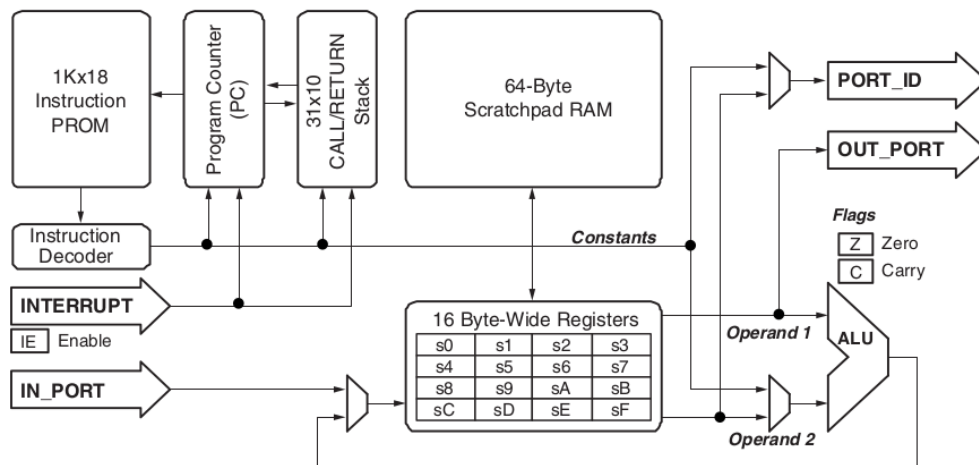 1Kx18
Instruction
PROM
Program Counter
(PC)
31x10
CALL/RETURN
Stack
64-Byte
Scratchpad RAM
PORT_ID
OUT_PORT
Instruction
Decoder
Constants
Flags
Z Zero
C Carry
INTERRUPT
IE Enable
IN_PORT
16 Byte-Wide Registers
s0 s1 s2 s3
s4 s5 s6 s7
s8 s9 sA sB
sC sD sE sF
Operand 1
ALU
Operand 2